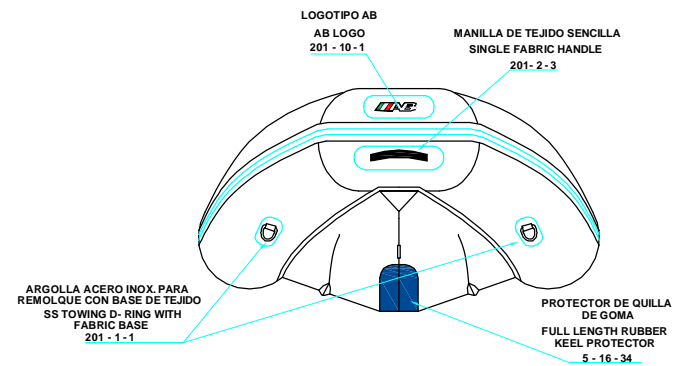 LOGOTIPO AB
AB LOGO
201 - 10 - 1
MANILLA DE TEJIDO SENCILLA
SINGLE FABRIC HANDLE
201- 2 - 3
AB
ARGOLLA ACERO INOX. PARA
REMOLQUE CON BASE DE TEJIDO
SS TOWING D- RING WITH
FABRIC BASE
201 - 1 - 1
PROTECTOR DE QUILLA
DE GOMA
FULL LENGTH RUBBER
KEEL PROTECTOR
5 - 16 - 34